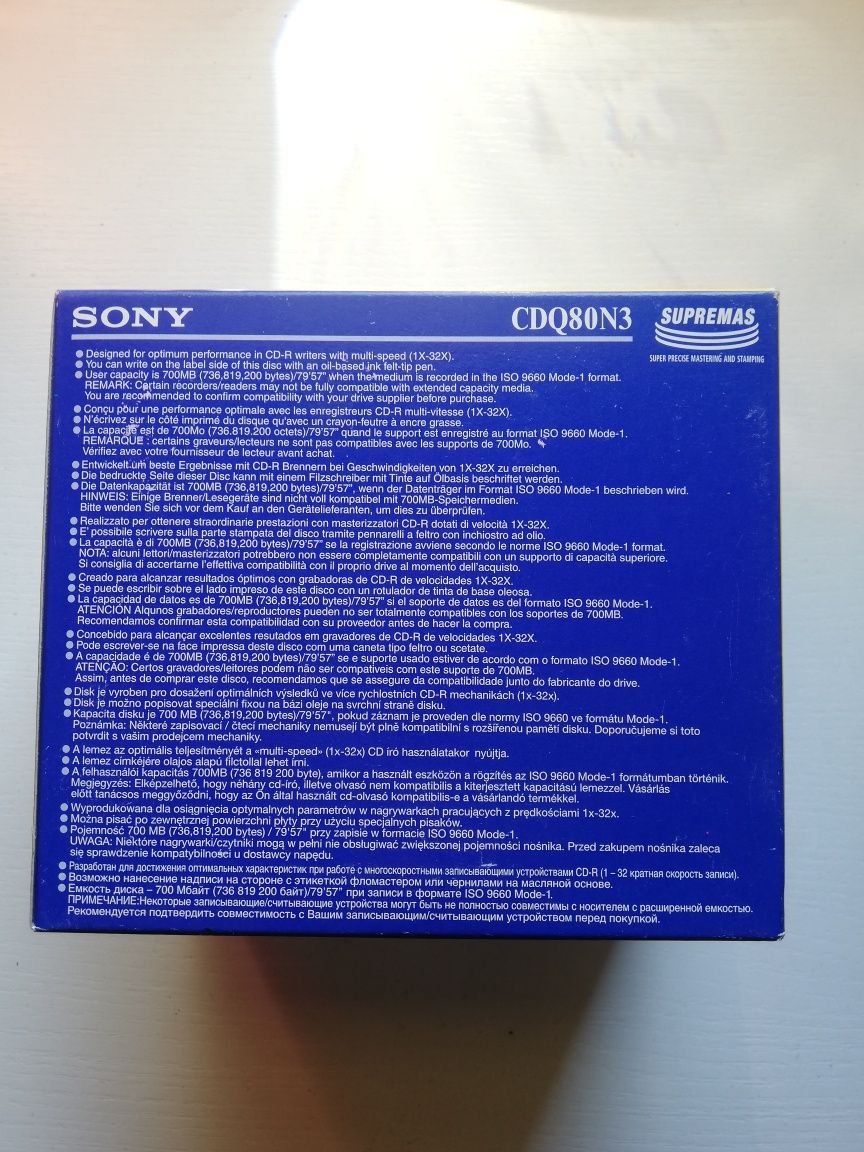 SONY
CDQ80N3
SUPREMAS
SUPER PRECISE MASTERING AND STAMPING
● Designed for optimum performance in CD-R writers with multi-speed (1X-32X).
● You can write on the label side of this disc with an oil-based ink felt-tip pen.
● User capacity is 700MB (736,819,200 bytes)/79'57" when the medium is recorded in the ISO 9660 Mode-1 format.
REMARK: Certain recorders/readers may not be fully compatible with extended capacity media.
You are recommended to confirm compatibility with your drive supplier before purchase.
● Conçu pour une performance optimale avec les enregistreurs CD-R multi-vitesse (1X-32X).
● N'écrivez sur le côté imprimé du disque qu'avec un crayon-feutre à encre grasse.
● La capacité est de 700Mo (736.819.200 octets)/79'57" quand le support est enregistré au format ISO 9660 Mode-1.
REMARQUE : certains graveurs/lecteurs ne sont pas compatibles avec les supports de 700Mo.
Vérifiez avec votre fournisseur de lecteur avant achat.
● Entwickelt um beste Ergebnisse mit CD-R Brennern bei Geschwindigkeiten von 1X-32X zu erreichen.
● Die bedruckte Seite dieser Disc kann mit einem Filzschreiber mit Tinte auf Ölbasis beschriftet werden.
● Die Datenkapazität ist 700MB (736,819,200 bytes)/79'57", wenn der Datenträger im Format ISO 9660 Mode-1 beschrieben wird.
HINWEIS: Einige Brenner/Lesegeräte sind nicht voll kompatibel mit 700MB-Speichermedien.
Bitte wenden Sie sich vor dem Kauf an den Gerätelieferanten, um dies zu überprüfen.
● Realizzato per ottenere straordinarie prestazioni con masterizzatori CD-R dotati di velocità 1X-32X.
● E' possibile scrivere sulla parte stampata del disco tramite pennarelli a feltro con inchiostro ad olio.
● La capacità è di 700MB (736,819,200 bytes)/79'57" se la registrazione avviene secondo le norme ISO 9660 Mode-1 format.
NOTA: alcuni lettori/masterizzatori potrebbero non essere completamente compatibili con un supporto di capacità superiore.
Si consiglia di accertarne l'effettiva compatibilità con il proprio drive al momento dell'acquisto.
● Creado para alcanzar resultados óptimos con grabadoras de CD-R de velocidades 1X-32X.
● Se puede escribir sobre el lado impreso de este disco con un rotulador de tinta de base oleosa.
● La capacidad de datos es de 700MB (736,819,200 bytes)/79'57" si el soporte de datos es del formato ISO 9660 Mode-1.
ATENCIÓN Alqunos grabadores/reproductores pueden no ser totalmente compatibles con los soportes de 700MB.
Recomendamos confirmar esta compatibilidad con su proveedor antes de hacer la compra.
● Concebido para alcançar excelentes resutados em gravadores de CD-R de velocidades 1X-32X.
● Pode escrever-se na face impressa deste disco com uma caneta tipo feltro ou scetate.
● A capacidade é de 700MB (736,819,200 bytes)/79'57" se e suporte usado estiver de acordo com o formato ISO 9660 Mode-1.
ATENÇÃO: Certos gravadores/leitores podem não ser compativeis com este suporte de 700MB.
Assim, antes de comprar este disco, recomendamos que se assegure da compatibilidade junto do fabricante do drive.
● Disk je vyroben pro dosažení optimálních výsledků ve více rychlostních CD-R mechanikách (1x-32x).
● Disk je možno popisovat speciální fixou na bázi oleje na svrchní straně disku.
● Kapacita disku je 700 MB (736,819,200 bytes)/79'57", pokud záznam je proveden dle normy ISO 9660 ve formátu Mode-1.
Poznámka: Některé zapisovací / čtecí mechaniky nemusejí být plně kompatibilní s rozšířenou pamětí disku. Doporučujeme si toto
potvrdit s vašim prodejcem mechaniky.
● A lemez az optimális teljesítményét a «multi-speed» (1x-32x) CD író használatakor nyújtja.
● A lemez címkéjére olajos alapú filctollal lehet írni.
● A felhasználói kapacitás 700MB (736 819 200 byte), amikor a használt eszközön a rögzítés az ISO 9660 Mode-1 formátumban történik.
Megjegyzés: Elképzelhető, hogy néhány cd-író, illetve olvasó nem kompatibilis a kiterjesztett kapacitású lemezzel. Vásárlás
előtt tanácsos meggyőződni, hogy az Ön által használt cd-olvasó kompatibilis-e a vásárlandó termékkel.
● Wyprodukowana dla osiągnięcia optymalnych parametrów w nagrywarkach pracujących z prędkościami 1x-32x.
● Można pisać po zewnętrznej powierzchni płyty przy użyciu specjalnych pisaków.
● Pojemność 700 MB (736,819,200 bytes) / 79'57" przy zapisie w formacie ISO 9660 Mode-1.
UWAGA: Niektóre nagrywarki/czytniki mogą w pełni nie obsługiwać zwiększonej pojemności nośnika. Przed zakupem nośnika zaleca
się sprawdzenie kompatybilności u dostawcy napędu.
● Разработан для достижения оптимальных характеристик при работе с многоскоростными записывающими устройствами CD-R (1 – 32 кратная скорость записи).
● Возможно нанесение надписи на стороне с этикеткой фломастером или чернилами на масляной основе.
● Емкость диска – 700 Мбайт (736 819 200 байт)/79'57" при записи в формате ISO 9660 Mode-1.
ПРИМЕЧАНИЕ:Некоторые записывающие/считывающие устройства могут быть не полностью совместимы с носителем с расширенной емкостью.
Рекомендуется подтвердить совместимость с Вашим записывающим/считывающим устройством перед покупкой.